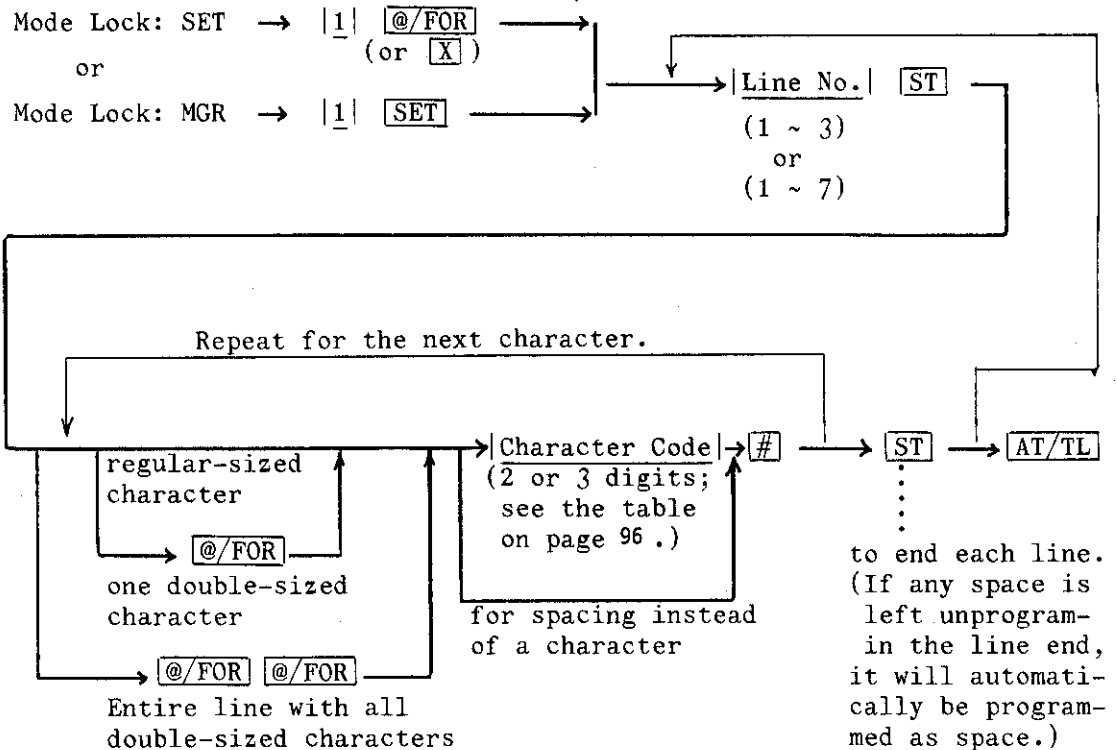 Mode Lock: SET → |1| @/FOR
(or X)
or
Mode Lock: MGR → |1| SET
|Line No.| ST
(1 ~ 3)
or
(1 ~ 7)
Repeat for the next character.
|Character Code| → # → ST → AT/TL
(2 or 3 digits;
see the table
on page 96 .)
regular-sized
character
@/FOR
one double-sized
character
@/FOR @/FOR
Entire line with all
double-sized characters
for spacing instead
of a character
to end each line.
(If any space is
left unprogram-
in the line end,
it will automati-
cally be program-
med as space.)